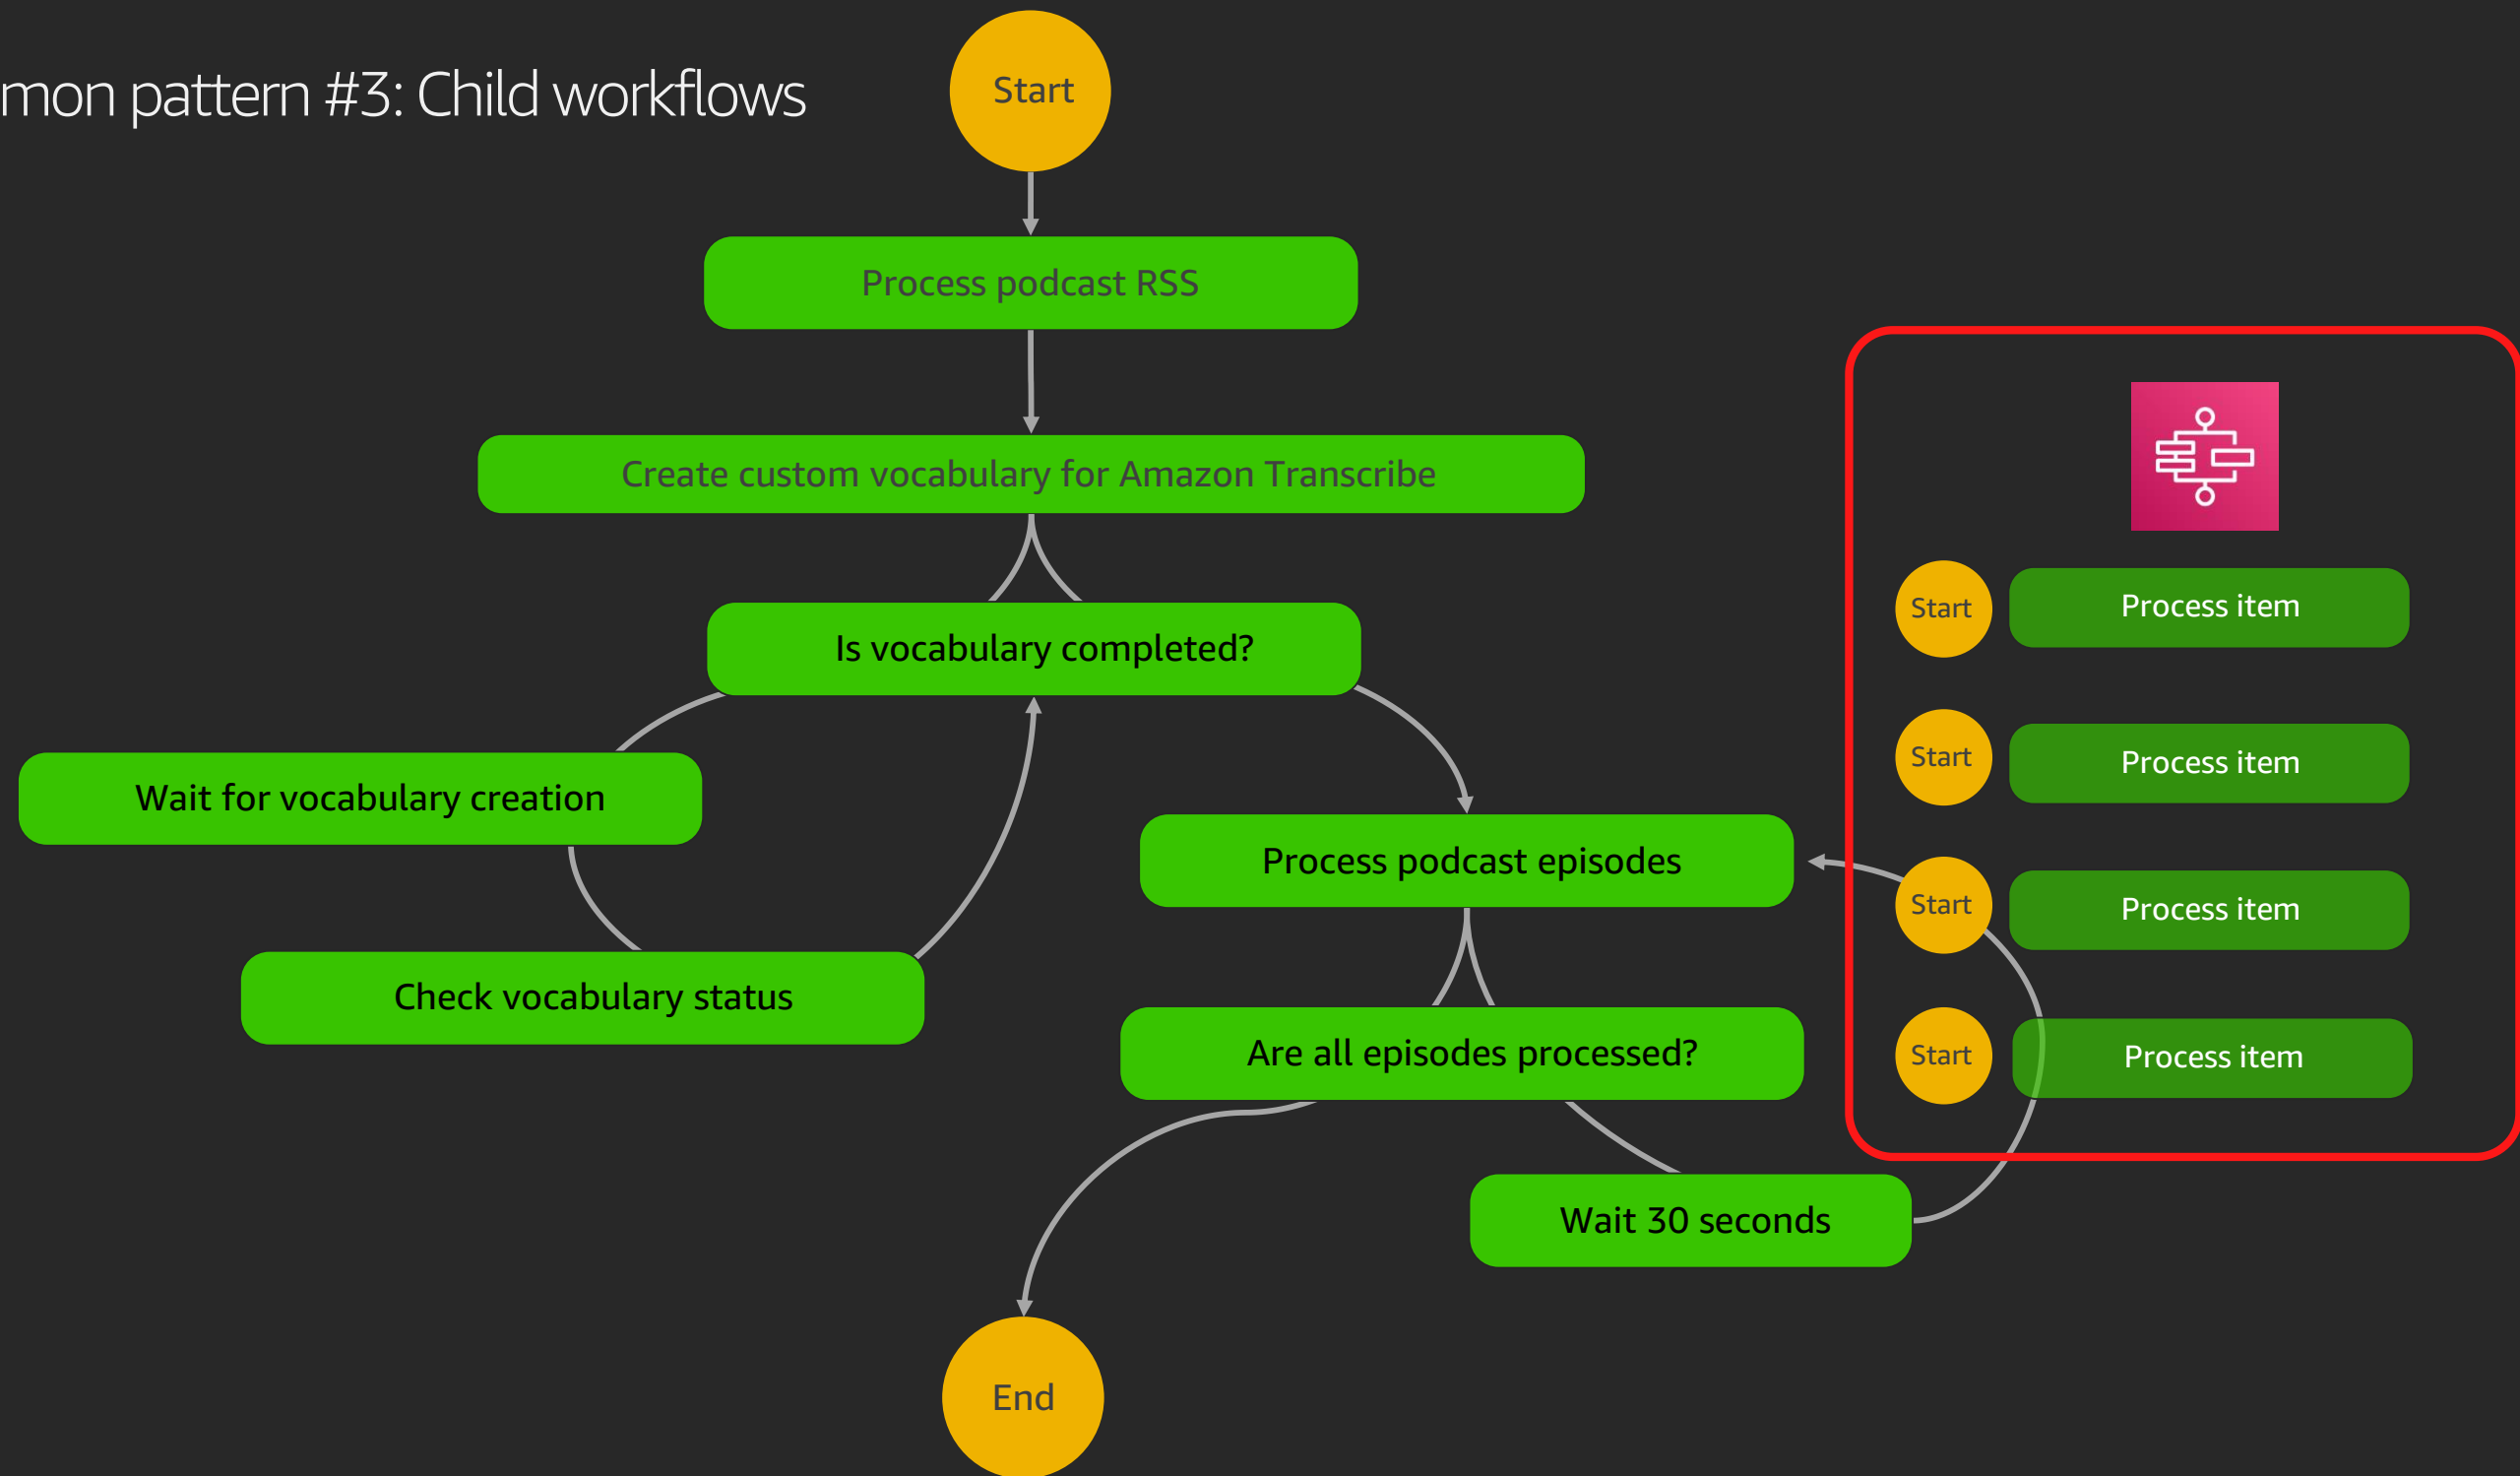 mon pattern #3: Child workflows
Start
Process podcast RSS
Create custom vocabulary for Amazon Transcribe
Is vocabulary completed?
Wait for vocabulary creation
Check vocabulary status
Process podcast episodes
Are all episodes processed?
Wait 30 seconds
End
Start
Process item
Start
Process item
Start
Process item
Start
Process item